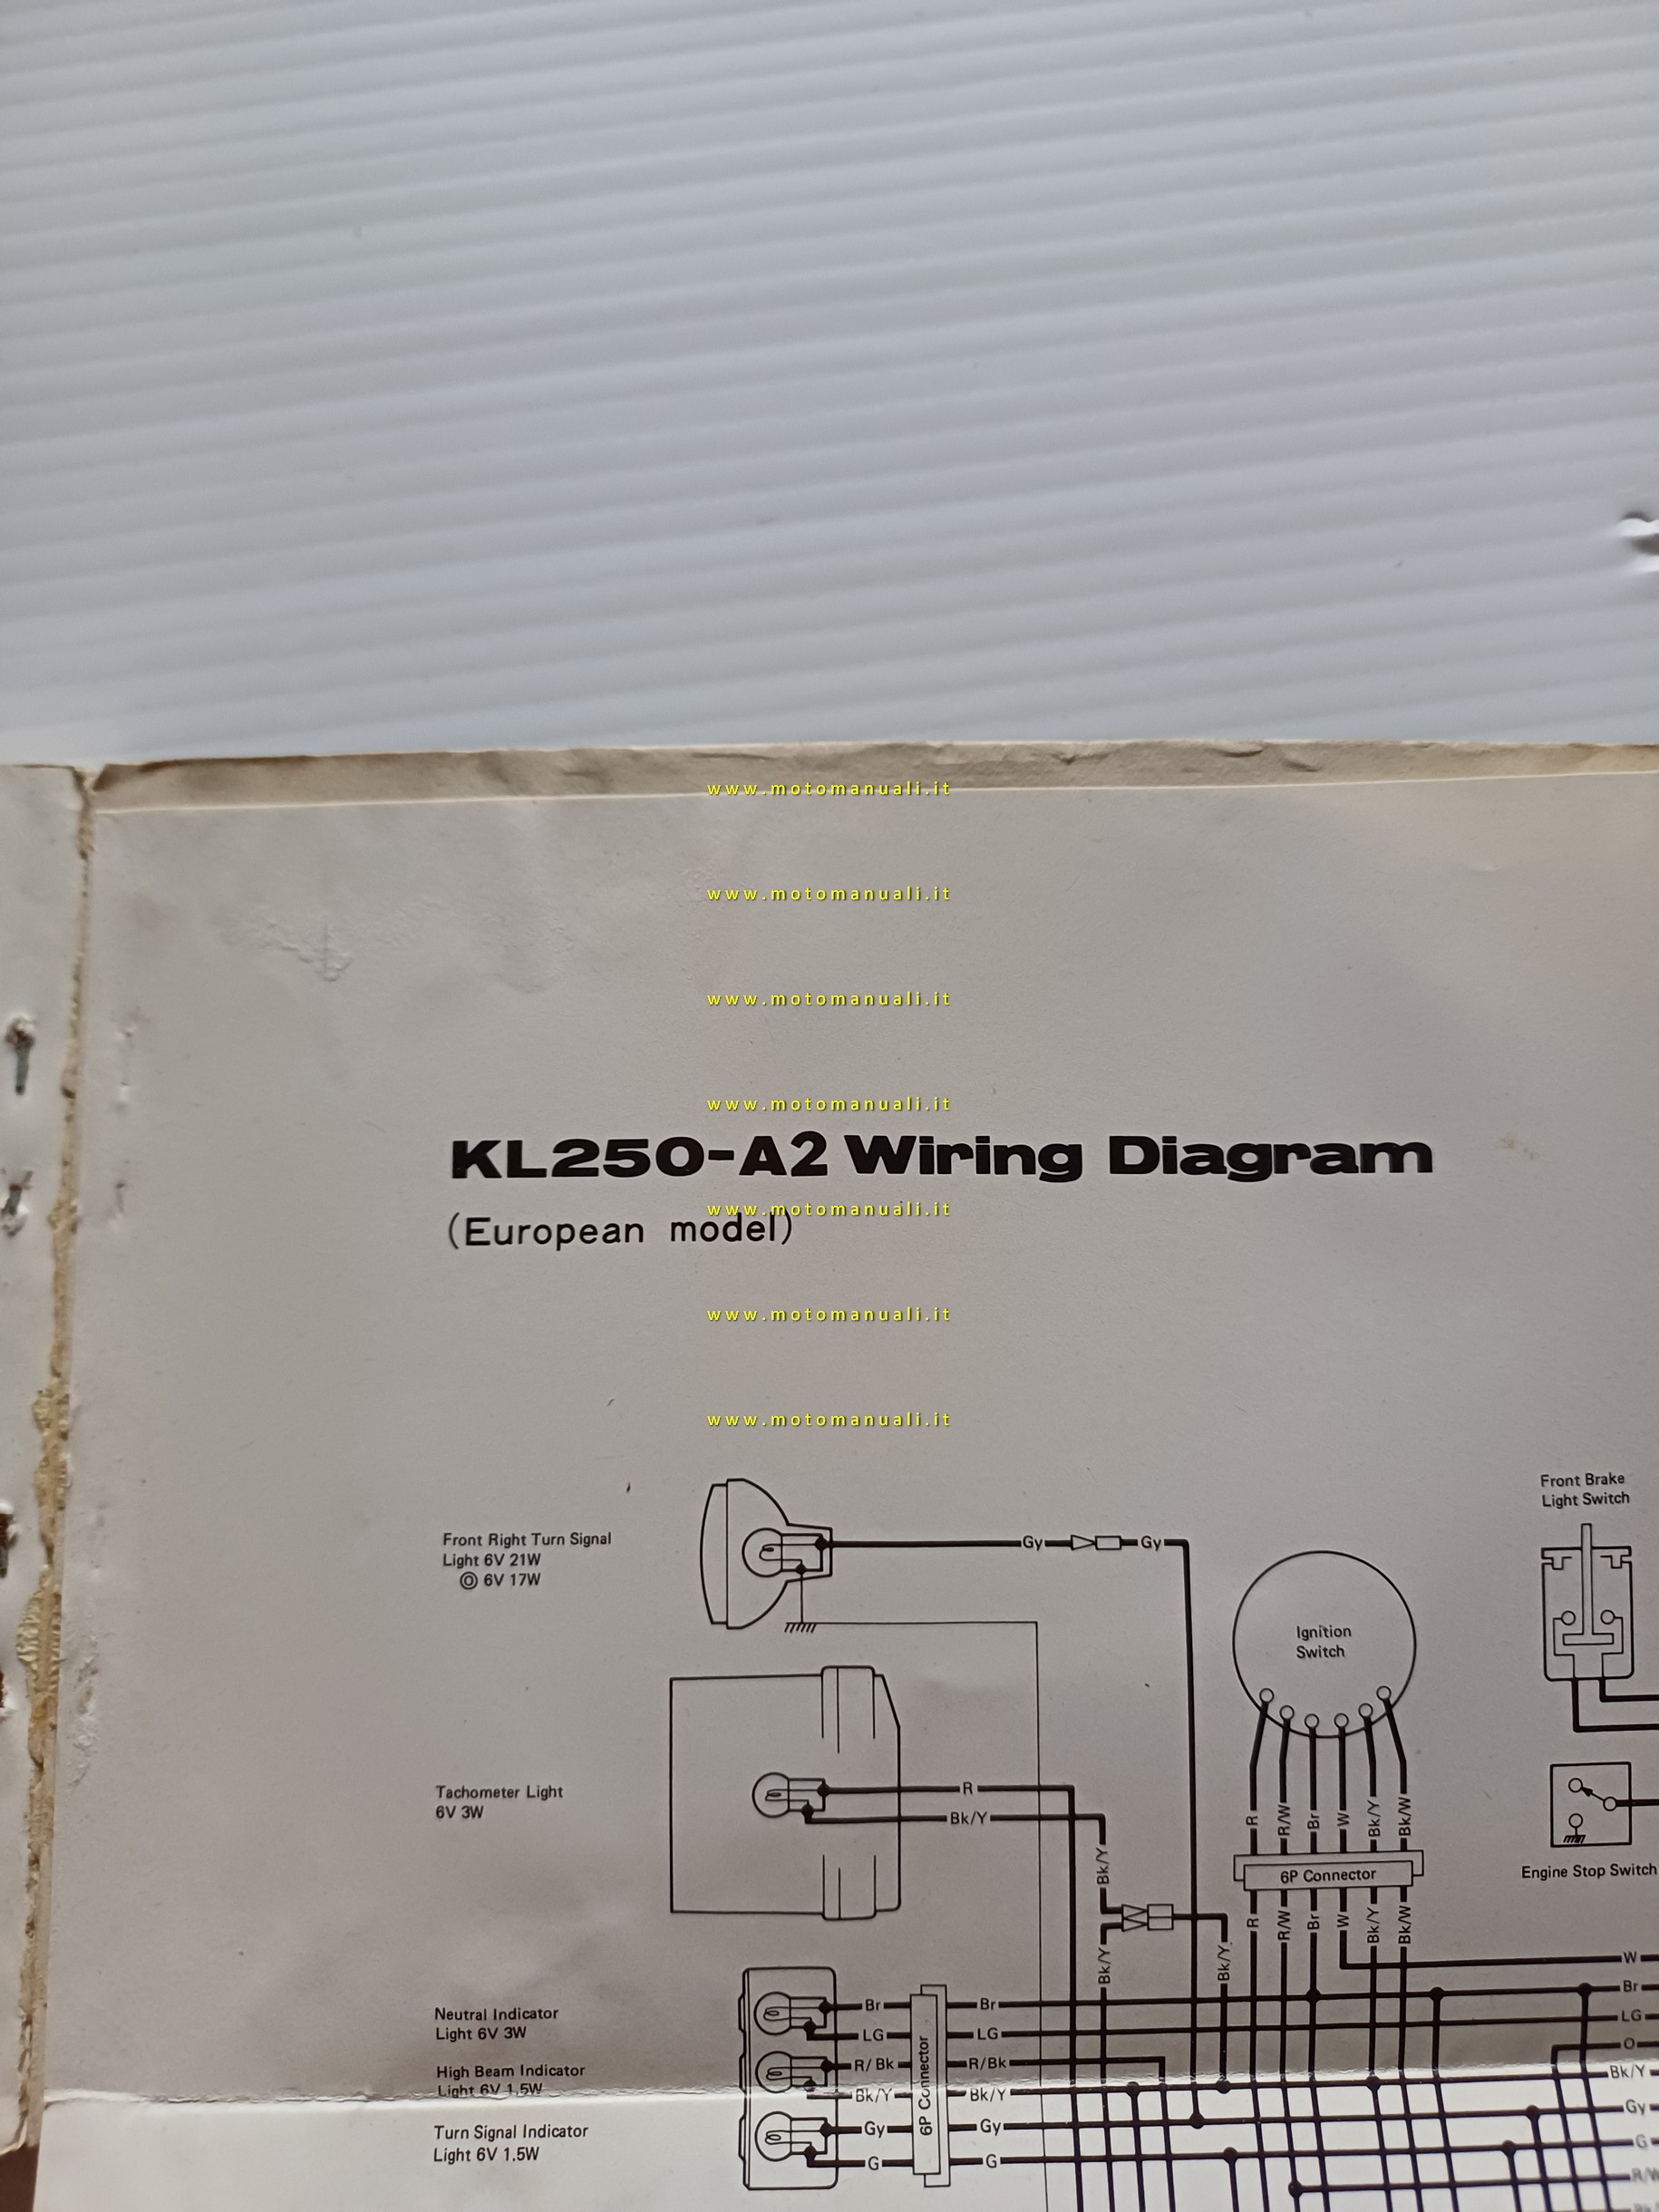 www.motomanuali.it
www.motomanuali.it
www.motomanuali.it
www.motomanuali.it
KL250-A2 Wiring Diagram
www.motomanuali.it
(European model)
www.motomanuali.it
www.motomanuali.it
Front Brake
Light Switch
Front Right Turn Signal
Light 6V 21W
◎ 6V 17W
Gy
Gy
Ignition
Switch
Tachometer Light
6V 3W
R
Bk/Y
Bk/Y
R
R/W
Br
W
Bk/Y
Bk/W
6P Connector
Engine Stop Switch
R
R/W
Br
W
Bk/Y
Bk/W
Bk/Y
Bk/Y
W
Br
LG
O
Bk/Y
Gy
G
R/W
Neutral Indicator
Light 6V 3W
Br
Br
LG
LG
High Beam Indicator
Light 6V 1.5W
R/Bk
R/Bk
Bk/Y
Bk/Y
6P Connector
Turn Signal Indicator
Light 6V 1.5W
Gy
Gy
G
G